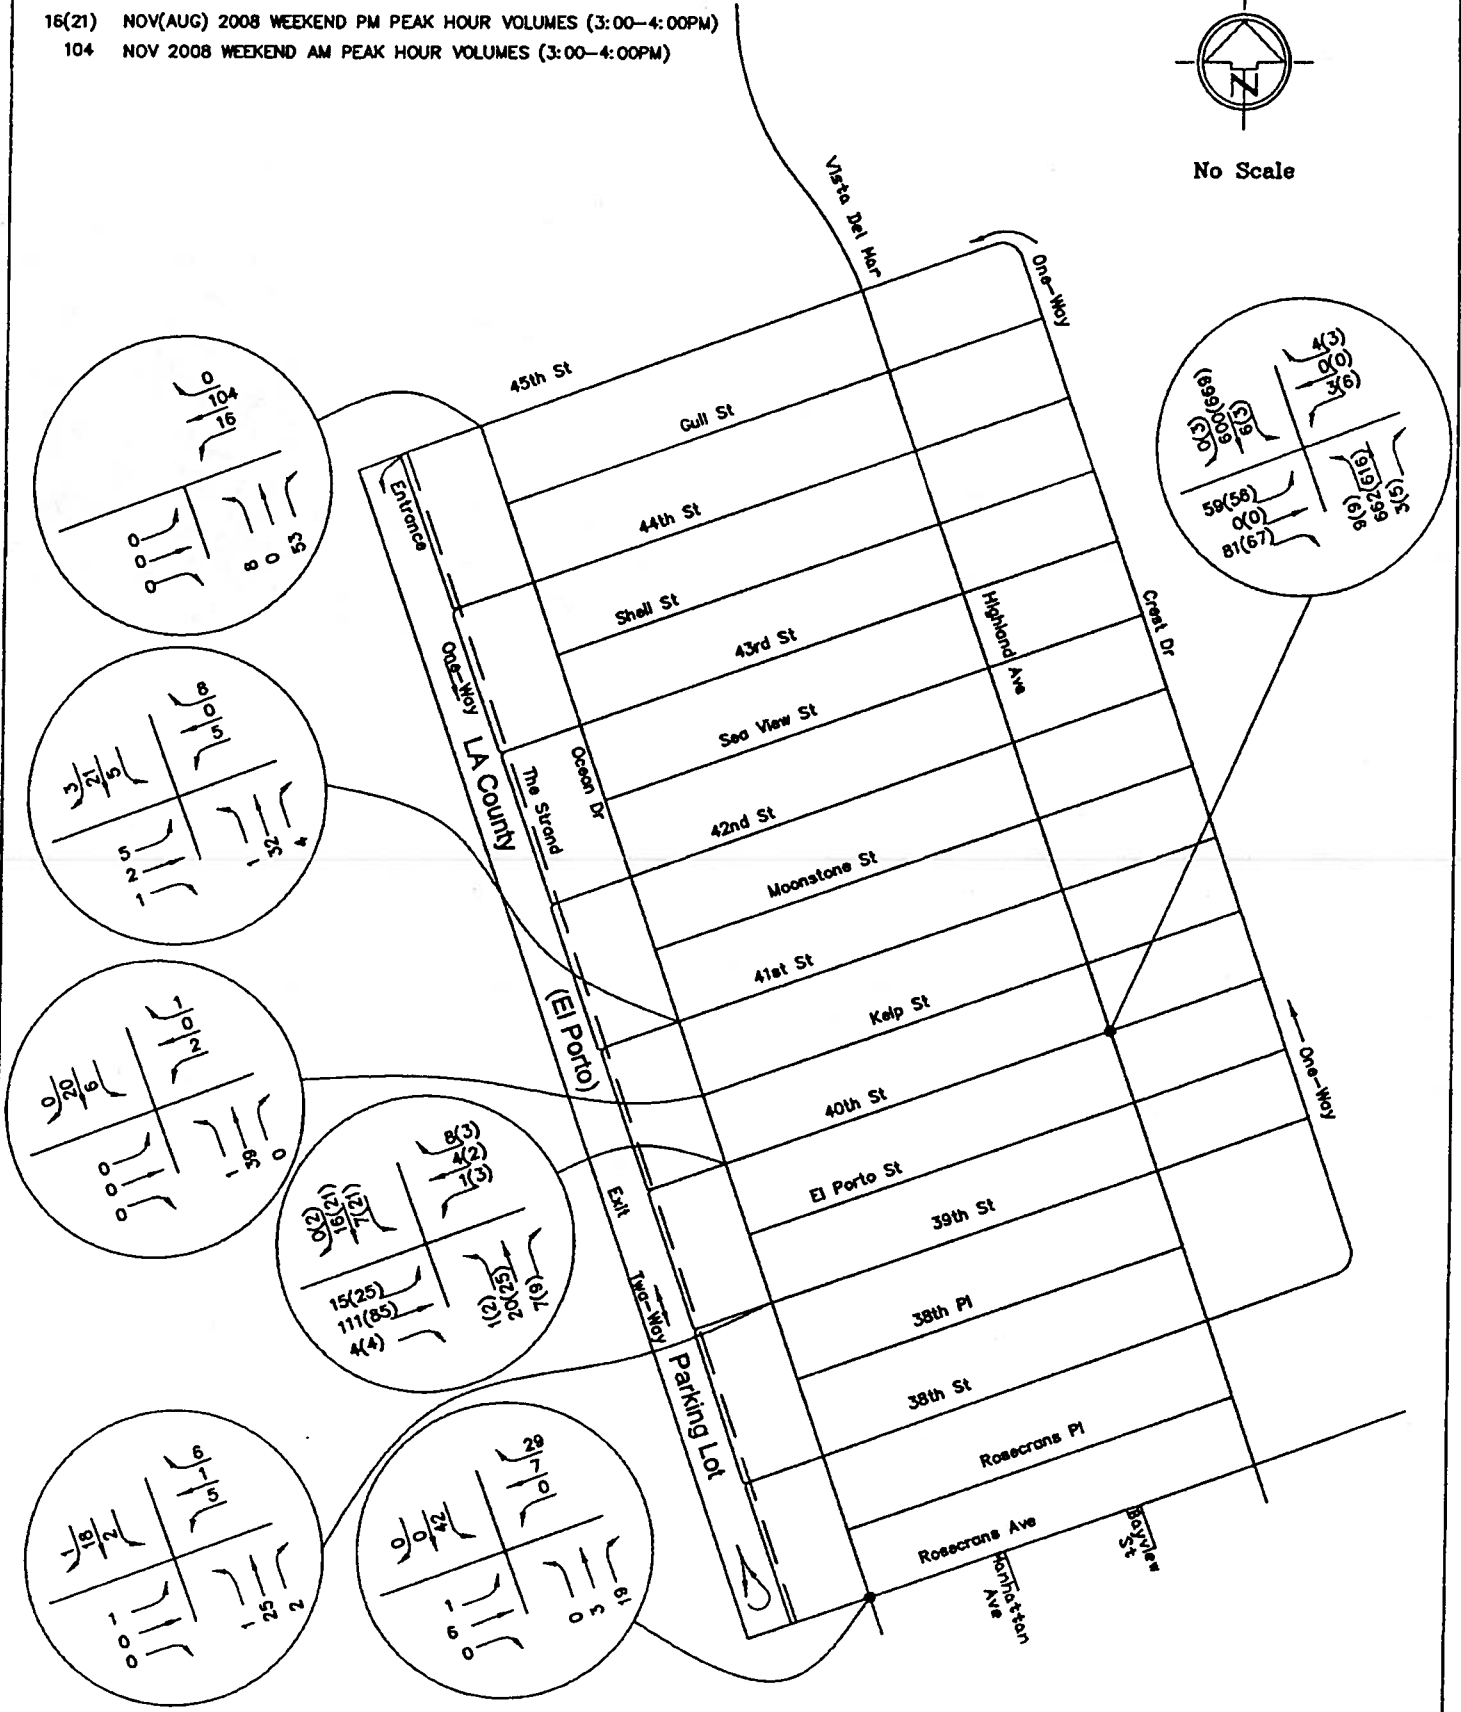 16(21) NOV(AUG) 2008 WEEKEND PM PEAK HOUR VOLUMES (3:00-4:00PM)
104 NOV 2008 WEEKEND AM PEAK HOUR VOLUMES (3:00-4:00PM)
N
No Scale
Vista Del Mar
One-Way
45th St
Gull St
44th St
Shell St
43rd St
Sea View St
42nd St
Moonstone St
41st St
Kelp St
40th St
El Porto St
39th St
38th Pl
38th St
Rosecrans Pl
Rosecrans Ave
Bayview St
Manhattan Ave
Highland Ave
Crest Dr
One-Way
Ocean Dr
The Strand
Entrance
One-Way
LA County
(El Porto)
Exit
Two-Way
Parking Lot
0
104
16
0
0
0
8
0
53
8
0
5
3
21
5
5
2
1
1
32
4
1
0
2
0
20
6
0
0
0
1
39
0
8(3)
4(2)
1(3)
0(2)
16(21)
7(21)
15(25)
111(85)
4(4)
1(2)
20(25)
7(9)
6
1
5
1
18
2
1
0
0
1
25
2
29
7
0
0
0
42
1
6
0
0
3
19
4(3)
0(0)
3(6)
0(3)
600(699)
6(3)
59(58)
0(0)
81(67)
9(9)
662(616)
3(5)